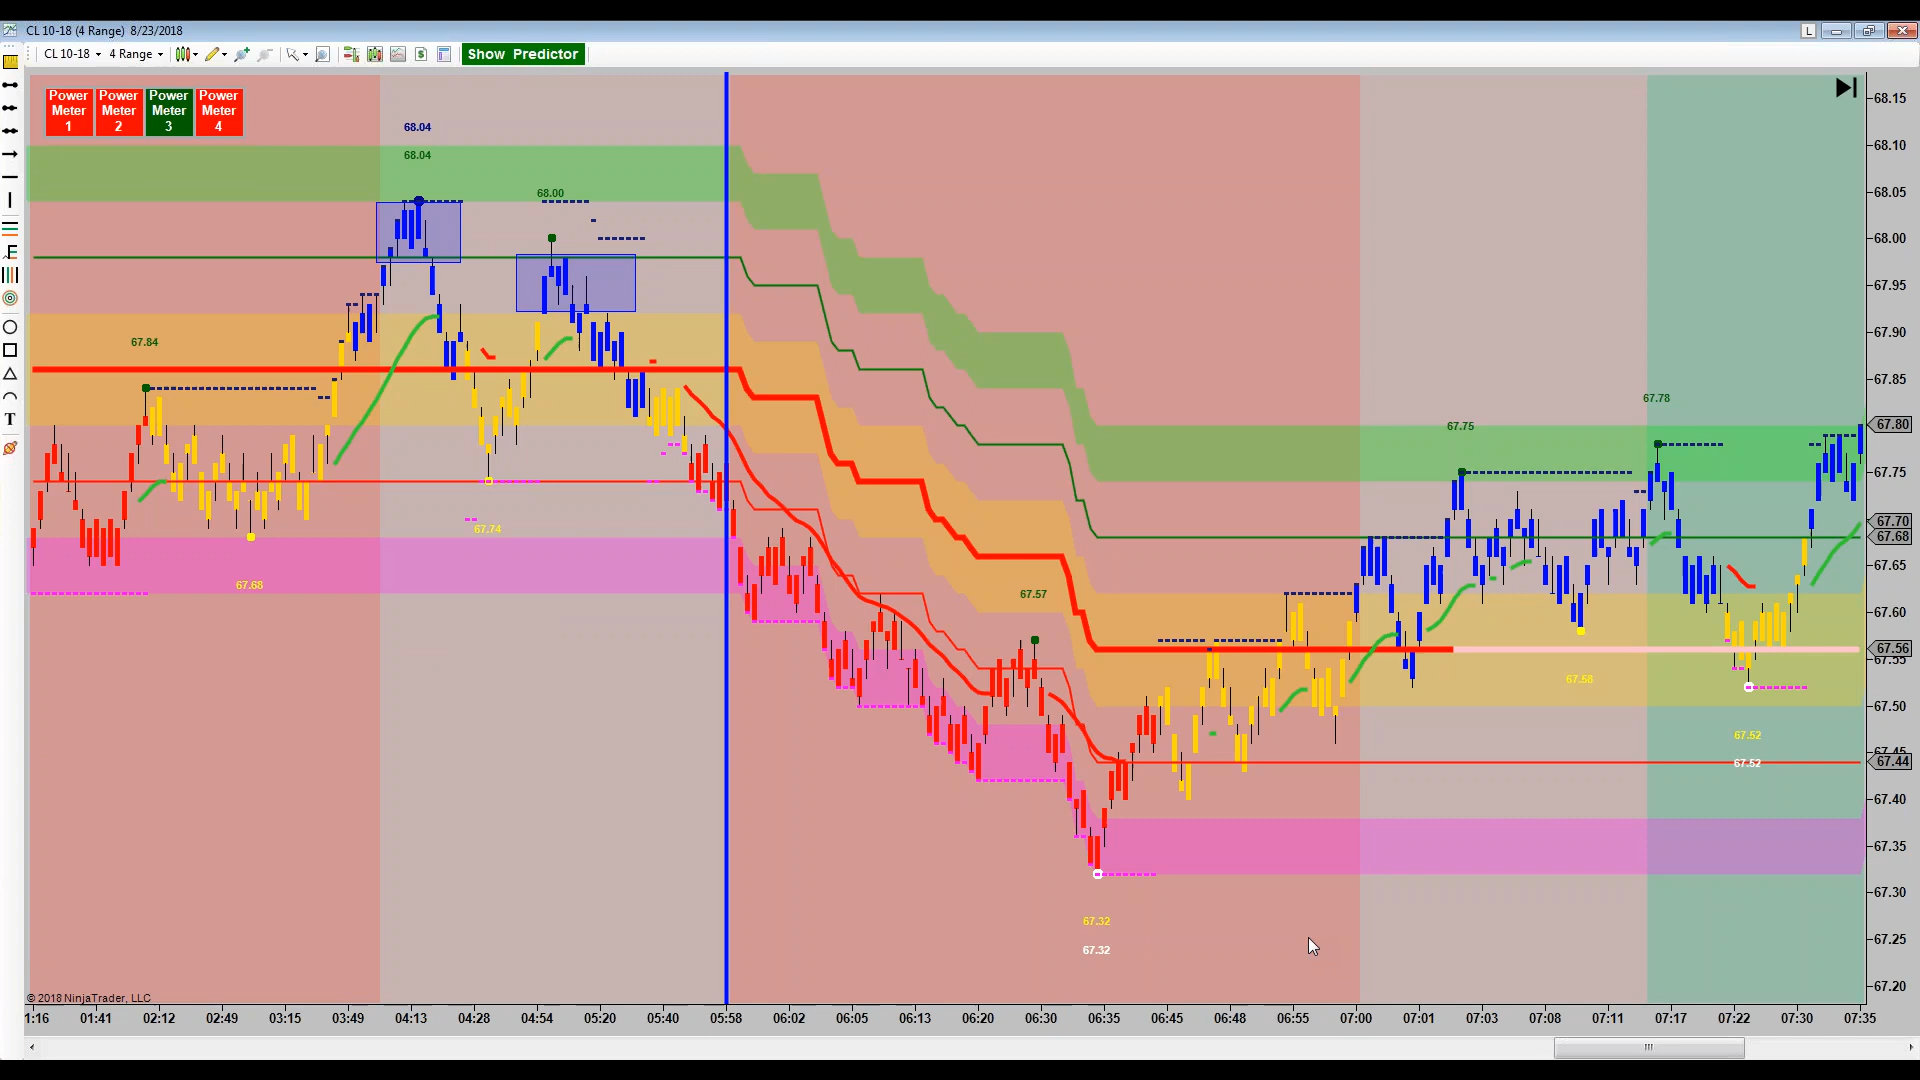 CL 10-18 (4 Range) 8/23/2018
L
CL 10-18
4 Range
Show Predictor
Power Meter 1
Power Meter 2
Power Meter 3
Power Meter 4
68.04
68.04
68.00
67.84
67.74
67.68
67.57
67.32
67.32
67.75
67.78
67.58
67.52
67.52
68.15
68.10
68.05
68.00
67.95
67.90
67.85
67.80
67.75
67.70
67.68
67.65
67.60
67.56
67.55
67.50
67.45
67.44
67.40
67.35
67.30
67.25
67.20
F
T
© 2018 NinjaTrader, LLC
1:16 01:41 02:12 02:49 03:15 03:49 04:13 04:28 04:54 05:20 05:40 05:58 06:02 06:05 06:13 06:20 06:30 06:35 06:45 06:48 06:55 07:00 07:01 07:03 07:08 07:11 07:17 07:22 07:30 07:35